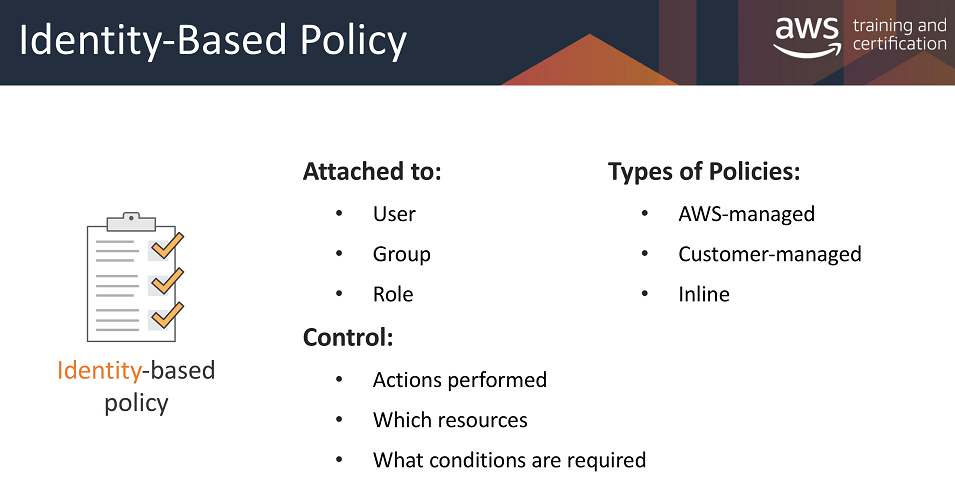 Identity-Based Policy
aws training and
certification
Attached to:
• User
• Group
• Role
Control:
• Actions performed
• Which resources
• What conditions are required
Types of Policies:
• AWS-managed
• Customer-managed
• Inline
Identity-based
policy